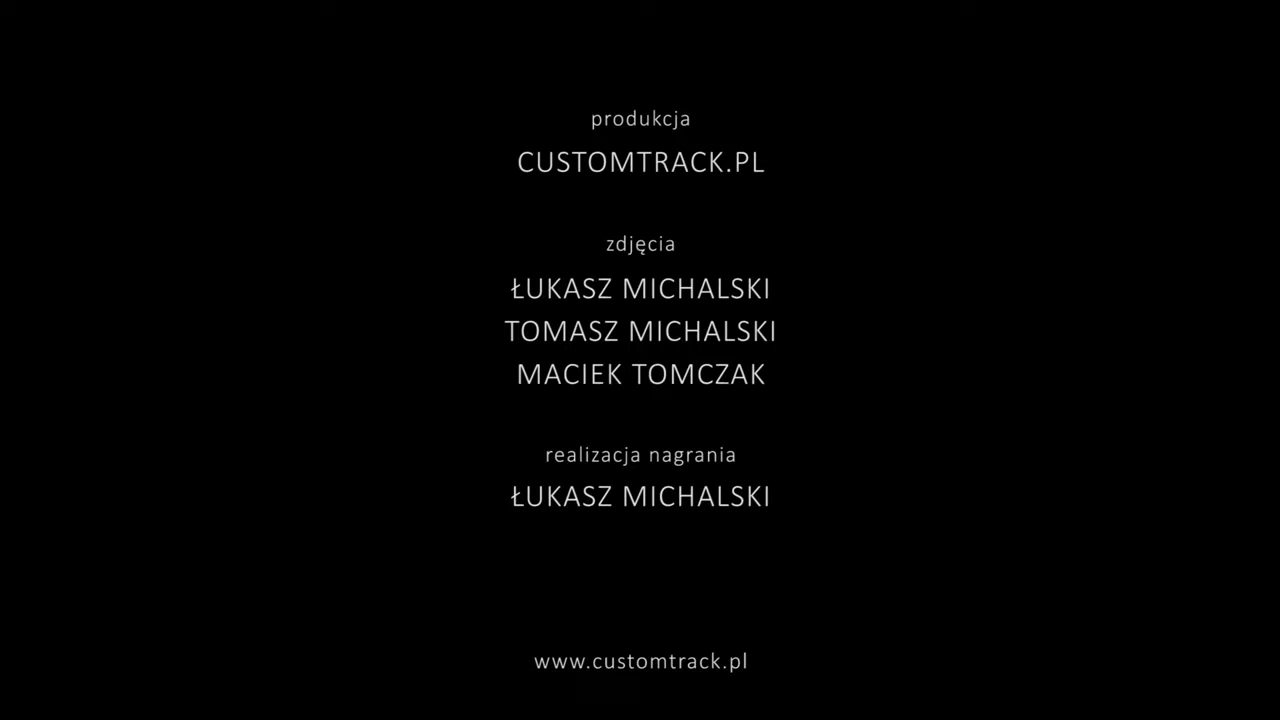 produkcja
CUSTOMTRACK.PL
zdjęcia
ŁUKASZ MICHALSKI
TOMASZ MICHALSKI
MACIEK TOMCZAK
realizacja nagrania
ŁUKASZ MICHALSKI
www.customtrack.pl